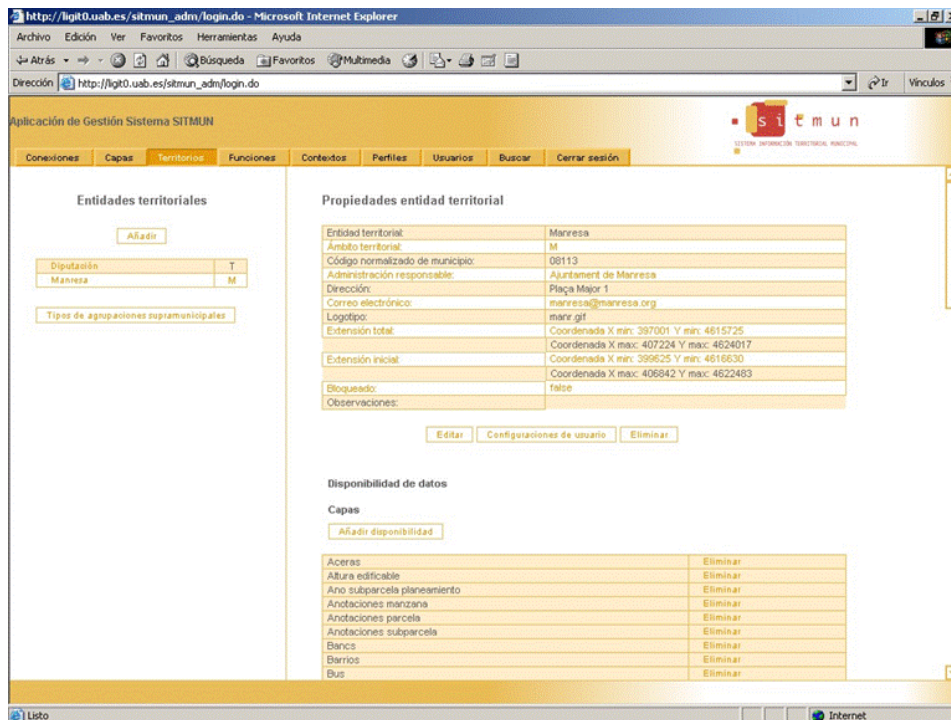 http://ligit0.uab.es/sitmun_adm/login.do - Microsoft Internet Explorer
Archivo Edición Ver Favoritos Herramientas Ayuda
Atrás Búsqueda Favoritos Multimedia
Dirección http://ligit0.uab.es/sitmun_adm/login.do Ir Vínculos
Aplicación de Gestión Sistema SITMUN
sitmun
SISTEMA INFORMACIÓN TERRITORIAL MUNICIPAL
Conexiones Capas Territorios Funciones Contextos Perfiles Usuarios Buscar Cerrar sesión
Entidades territoriales
Añadir
Diputación T
Manresa M
Tipos de agrupaciones supramunicipales
Propiedades entidad territorial
Entidad territorial: Manresa
Ámbito territorial: M
Código normalizado de municipio: 08113
Administración responsable: Ajuntament de Manresa
Dirección: Plaça Major 1
Correo electrónico: manresa@manresa.org
Logotipo: manr.gif
Extensión total: Coordenada X min: 397001 Y min: 4615725
Coordenada X max: 407224 Y max: 4624017
Extensión inicial: Coordenada X min: 399625 Y min: 4616630
Coordenada X max: 406842 Y max: 4622483
Bloqueado: false
Observaciones:
Editar Configuraciones de usuario Eliminar
Disponibilidad de datos
Capas
Añadir disponibilidad
Aceras Eliminar
Altura edificable Eliminar
Ano subparcela planeamiento Eliminar
Anotaciones manzana Eliminar
Anotaciones parcela Eliminar
Anotaciones subparcela Eliminar
Bancs Eliminar
Barrios Eliminar
Bus Eliminar
Listo Internet